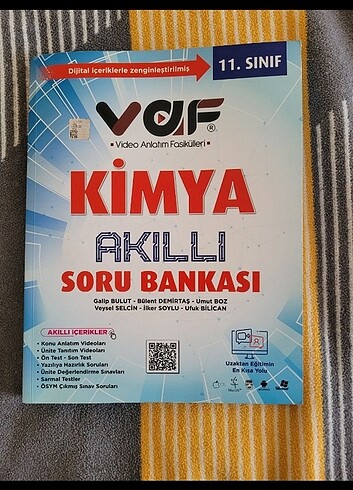 Dijital içeriklerle zenginleştirilmiş
11. SINIF
VAF
Video Anlatım Fasikülleri
KİMYA
AKILLI
SORU BANKASI
Galip BULUT - Bülent DEMİRTAŞ - Umut BOZ
Veysel SELCİN - İlker SOYLU - Ufuk BİLİCAN
AKILLI İÇERİKLER
• Konu Anlatım Videoları
• Ünite Tanıtım Videoları
• Ön Test - Son Test
• Yazılıya Hazırlık Soruları
• Ünite Değerlendirme Sınavları
• Sarmal Testler
• ÖSYM Çıkmış Sınav Soruları
Uzaktan Eğitimin
En Kısa Yolu